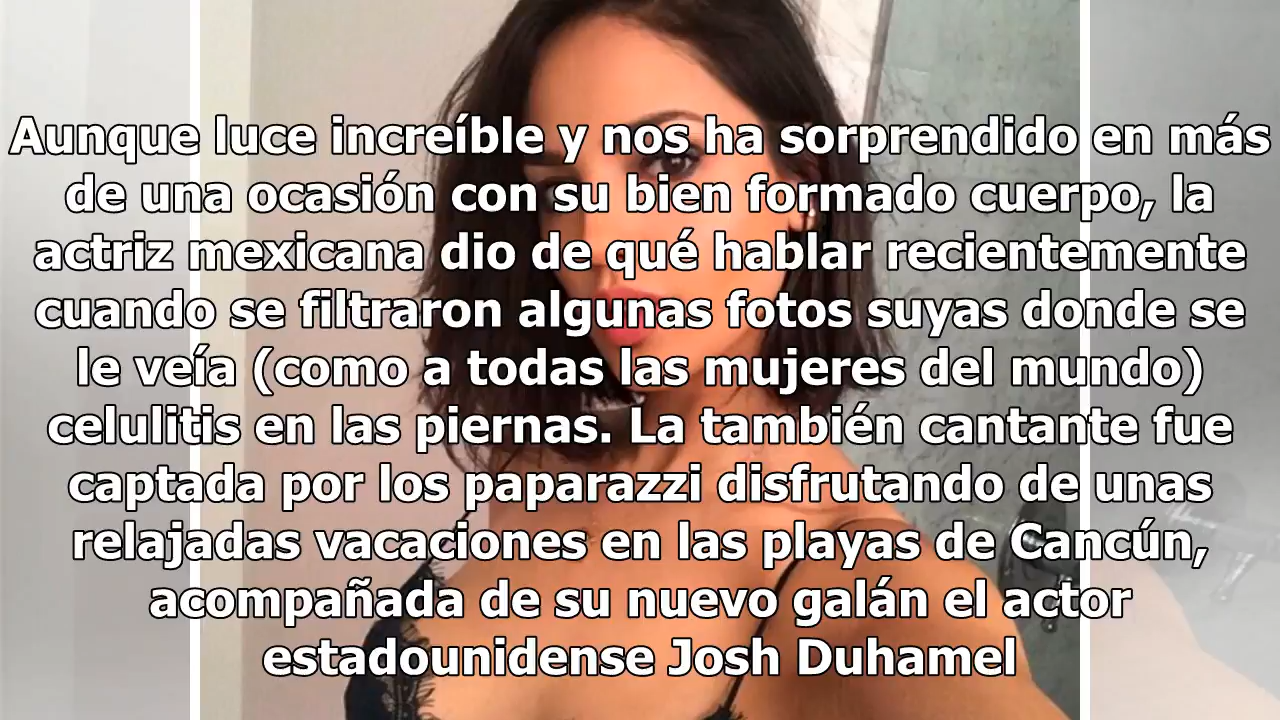 Aunque luce increíble y nos ha sorprendido en más
de una ocasión con su bien formado cuerpo, la
actriz mexicana dio de qué hablar recientemente
cuando se filtraron algunas fotos suyas donde se
le veía (como a todas las mujeres del mundo)
celulitis en las piernas. La también cantante fue
captada por los paparazzi disfrutando de unas
relajadas vacaciones en las playas de Cancún,
acompañada de su nuevo galán el actor
estadounidense Josh Duhamel